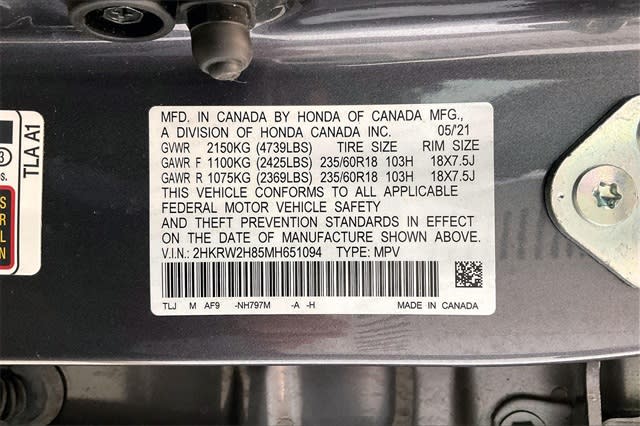 MFD. IN CANADA BY HONDA OF CANADA MFG.,
A DIVISION OF HONDA CANADA INC. 05/'21
GVWR 2150KG (4739LBS) TIRE SIZE RIM SIZE
GAWR F 1100KG (2425LBS) 235/60R18 103H 18X7.5J
GAWR R 1075KG (2369LBS) 235/60R18 103H 18X7.5J
THIS VEHICLE CONFORMS TO ALL APPLICABLE
FEDERAL MOTOR VEHICLE SAFETY
AND THEFT PREVENTION STANDARDS IN EFFECT
ON THE DATE OF MANUFACTURE SHOWN ABOVE.
V.I.N.: 2HKRW2H85MH651094 TYPE: MPV
TLJ M AF9 -NH797M -A -H MADE IN CANADA
TLA A1